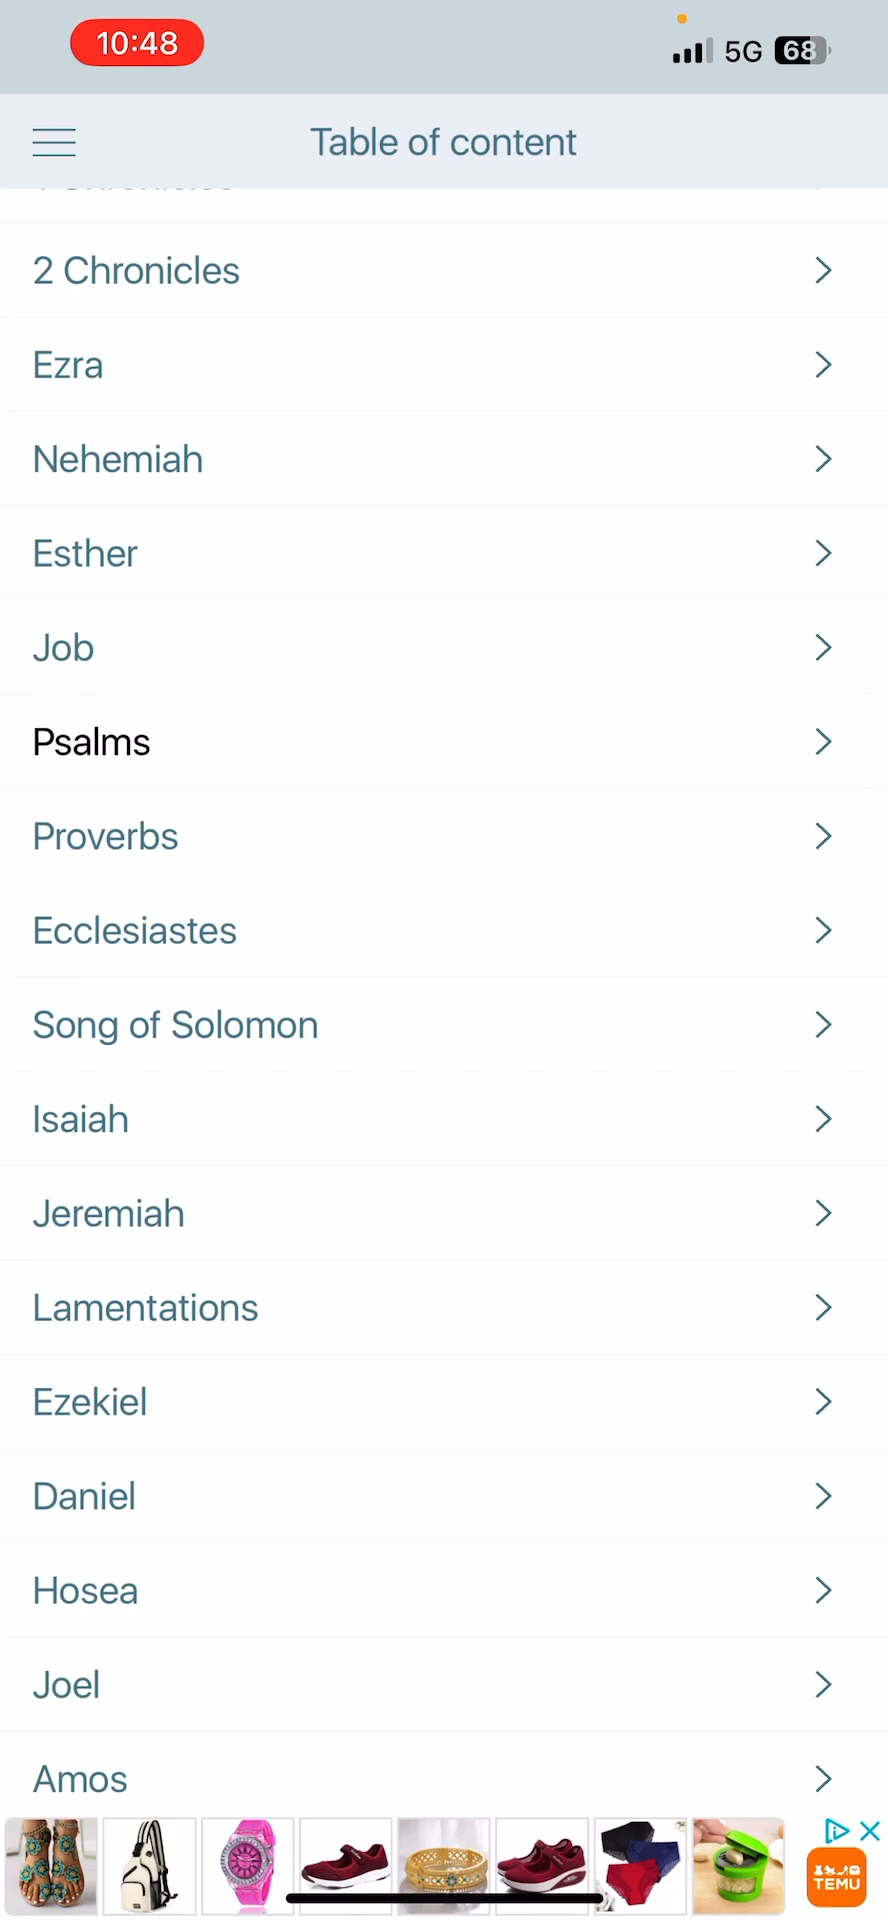 10:48
5G 68
Table of content
2 Chronicles
Ezra
Nehemiah
Esther
Job
Psalms
Proverbs
Ecclesiastes
Song of Solomon
Isaiah
Jeremiah
Lamentations
Ezekiel
Daniel
Hosea
Joel
Amos
TEMU